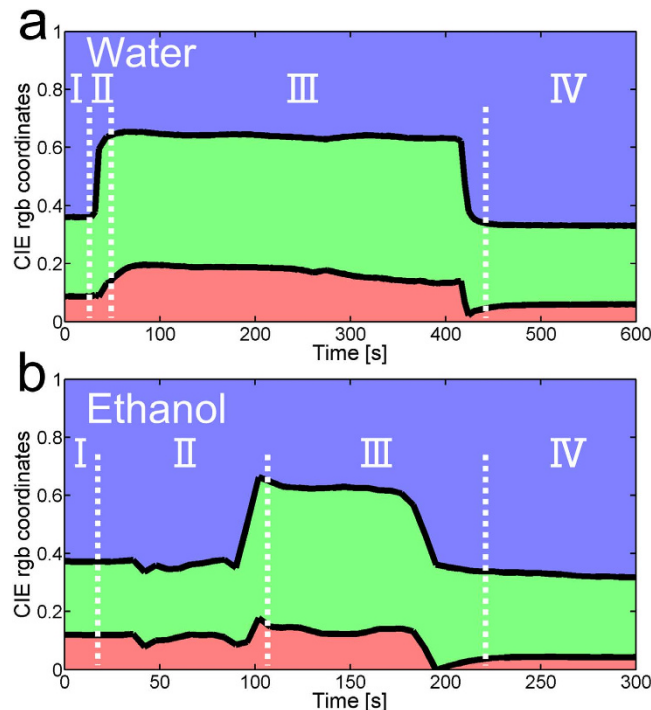 a
Water
I II III IV
CIE rgb coordinates
1
0.8
0.6
0.4
0.2
0
0 100 200 300 400 500 600
Time [s]
b
Ethanol
I II III IV
CIE rgb coordinates
1
0.8
0.6
0.4
0.2
0
0 50 100 150 200 250 300
Time [s]